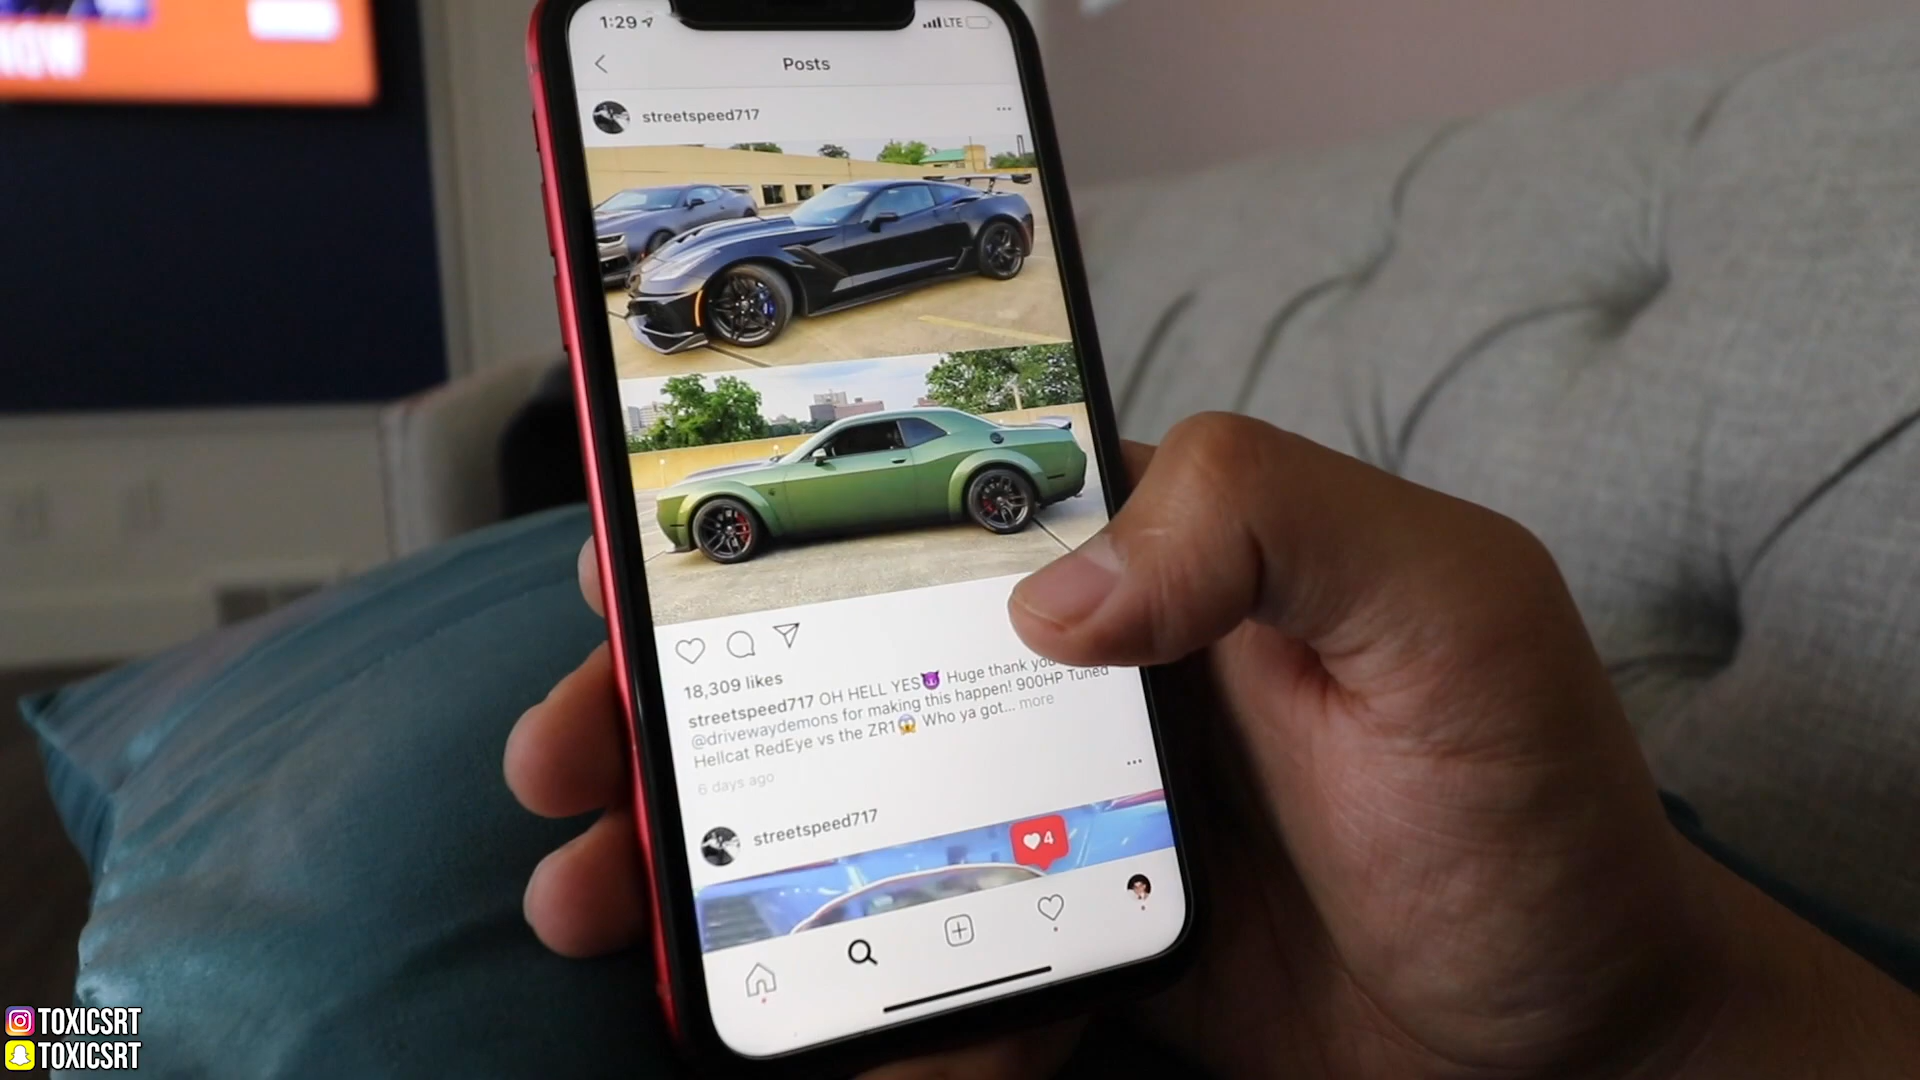 NOW
1:29
LTE
Posts
streetspeed717
18,309 likes
streetspeed717 OH HELL YES😈 Huge thank you
@drivewaydemons for making this happen! 900HP Tuned
Hellcat RedEye vs the ZR1😱 Who ya got... more
6 days ago
streetspeed717
4
TOXICSRT
TOXICSRT